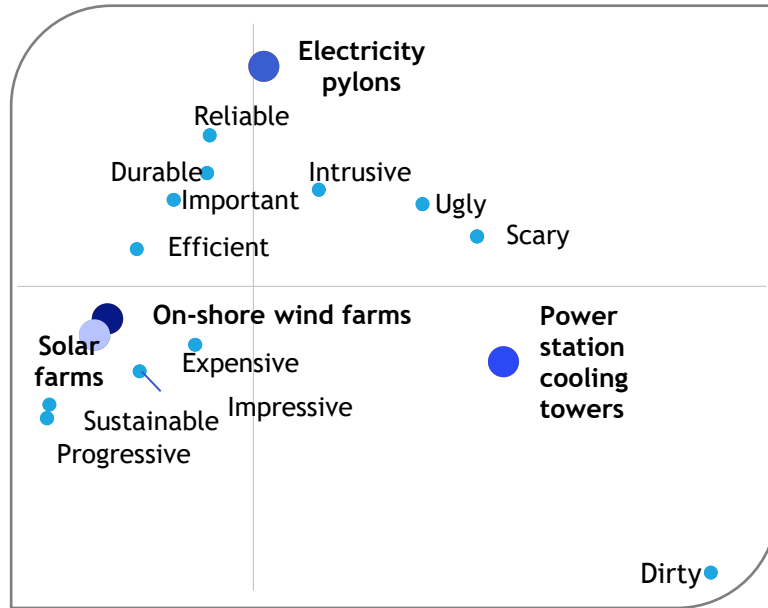 Electricity
pylons
Reliable
Durable
Intrusive
Important
Ugly
Efficient
Scary
On-shore wind farms
Power
station
cooling
towers
Solar
farms
Expensive
Impressive
Sustainable
Progressive
Dirty